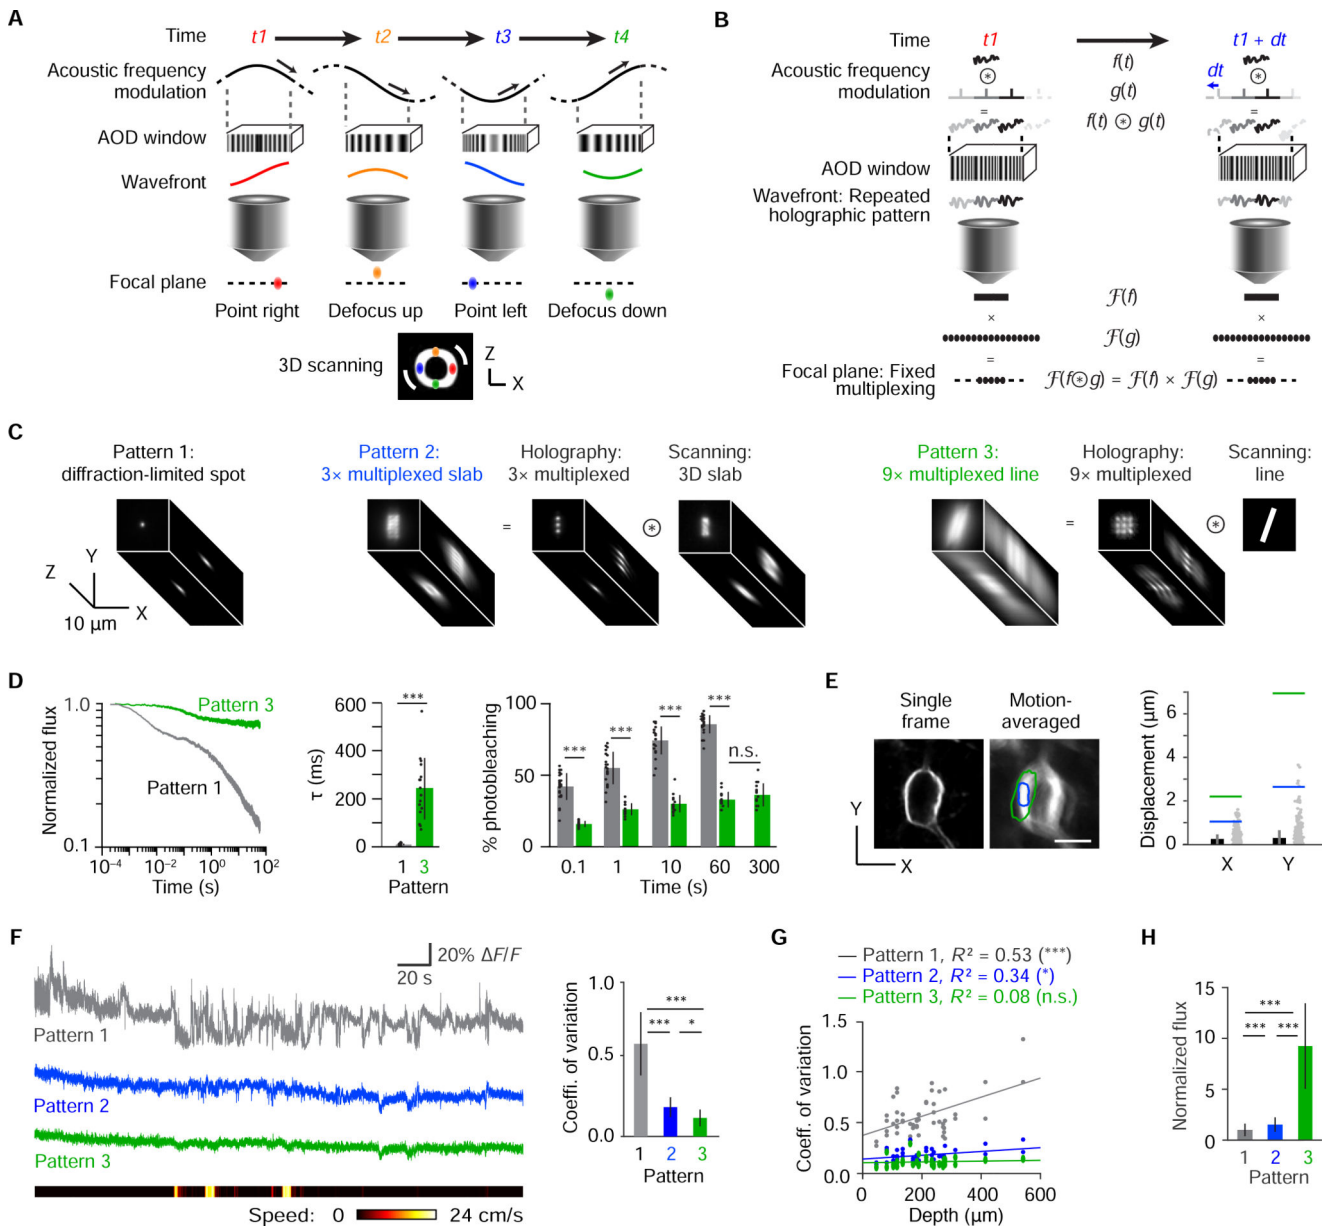 A
Time t1 t2 t3 t4
Acoustic frequency
modulation
AOD window
Wavefront
Focal plane
Point right Defocus up Point left Defocus down
3D scanning
Z
X
B
Time t1 t1 + dt
Acoustic frequency
modulation
f(t)
⊛ ⊛
dt
g(t)
= =
f(t) ⊛ g(t)
AOD window
Wavefront: Repeated
holographic pattern
ℱ(f)
× ×
ℱ(g)
= =
Focal plane: Fixed
multiplexing
ℱ(f⊛g) = ℱ(f) × ℱ(g)
C
Pattern 1:
diffraction-limited spot
Pattern 2:
3× multiplexed slab
Holography:
3× multiplexed
Scanning:
3D slab
Pattern 3:
9× multiplexed line
Holography:
9× multiplexed
Scanning:
line
= ⊛ = ⊛
Y
Z
X
10 µm
D
Normalized flux
1.0
0.1
Pattern 3
Pattern 1
10⁻⁴ 10⁻² 10⁰ 10²
Time (s)
τ (ms)
600
400
200
0
***
1 3
Pattern
% photobleaching
100
50
0
*** *** *** *** n.s.
0.1 1 10 60 300
Time (s)
E
Single
frame
Motion-
averaged
Y
X
Displacement (µm)
6
4
2
0
X Y
F
20% ΔF/F
20 s
Pattern 1
Pattern 2
Pattern 3
Speed: 0 24 cm/s
Coeffi. of variation
1.0
0.5
0.0
***
*** *
1 2 3
Pattern
G
Pattern 1, R² = 0.53 (***)
Pattern 2, R² = 0.34 (*)
Pattern 3, R² = 0.08 (n.s.)
Coeff. of variation
1.5
1.0
0.5
0.0
0 200 400 600
Depth (µm)
H
Normalized flux
15
10
5
0
***
*** ***
1 2 3
Pattern